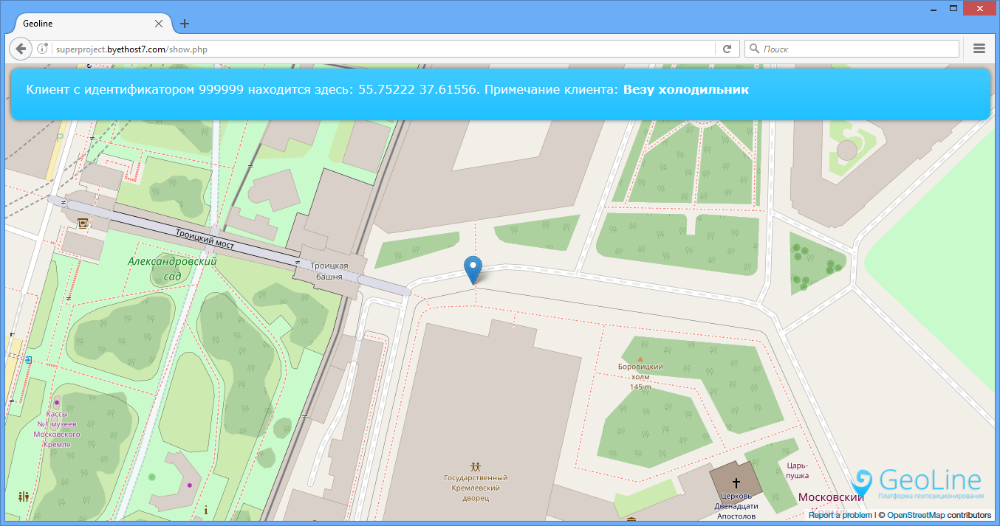 Geoline
superproject.byethost7.com/show.php
Поиск
Клиент с идентификатором 999999 находится здесь: 55.75222 37.61556. Примечание клиента: Везу холодильник
P
Троицкий мост
Александровский
сад
Троицкая
башня
Боровицкий
холм
145 m
Кассы
№1 музеев
Московского
Кремля
Государственный
Кремлёвский
дворец
Царь-
пушка
Церковь
Двенадцати
Апостолов
Московский
GeoLine
Платформа геопозиционирования
Report a problem | © OpenStreetMap contributors